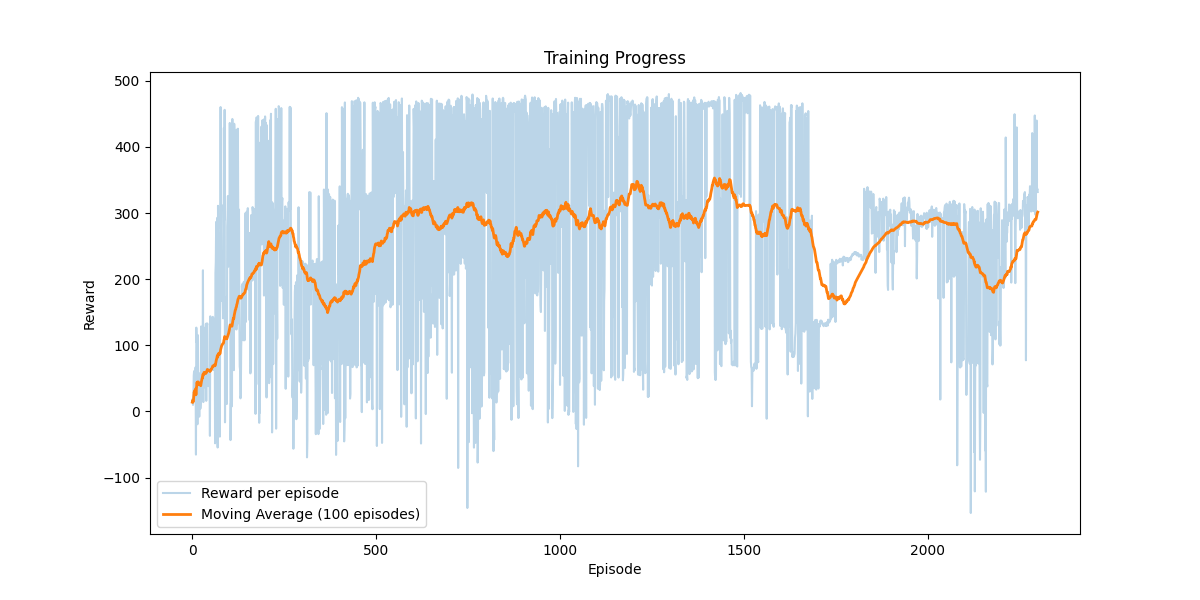 Training Progress
500
400
300
200
100
0
−100
Reward
Reward per episode
Moving Average (100 episodes)
0
500
1000
1500
2000
Episode